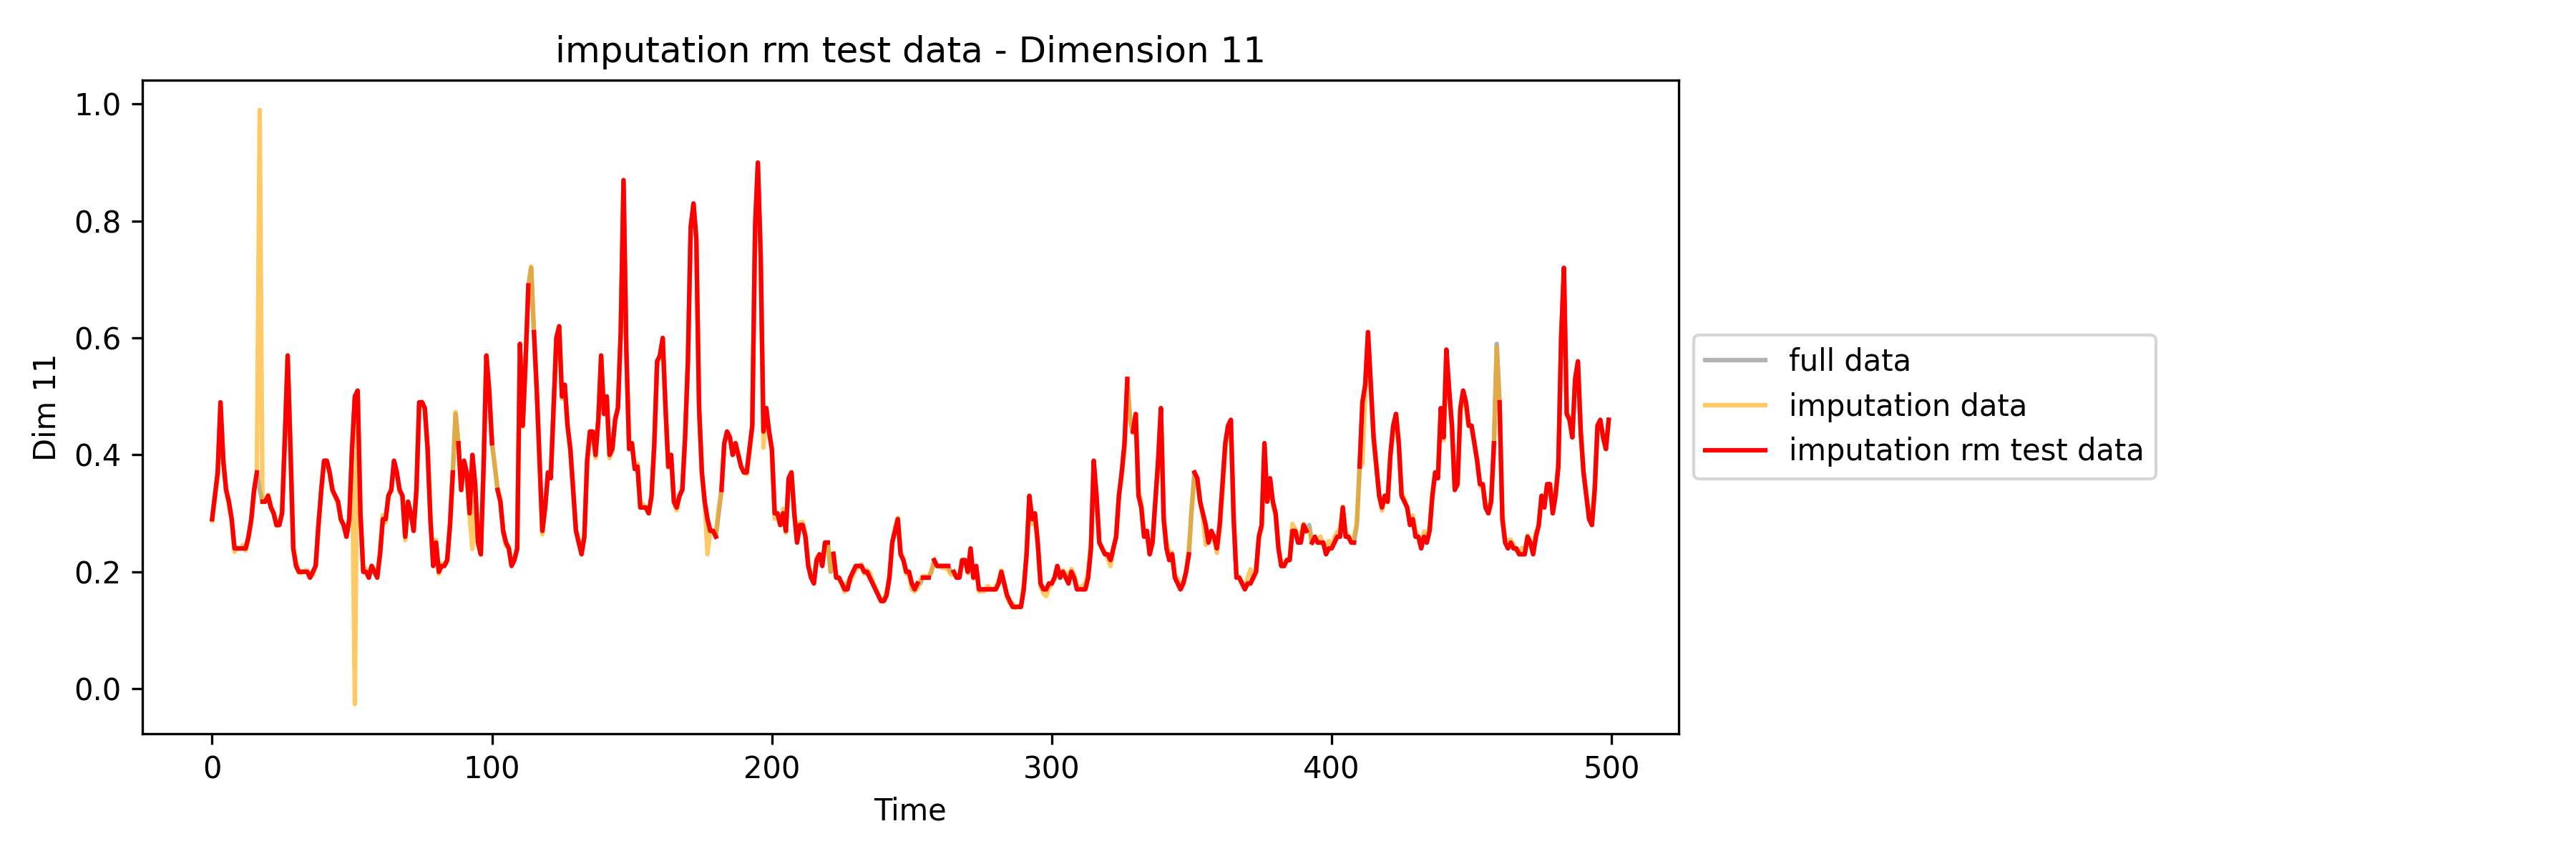 imputation rm test data - Dimension 11
1.0
0.8
0.6
0.4
0.2
0.0
Dim 11
0 100 200 300 400 500
Time
full data
imputation data
imputation rm test data